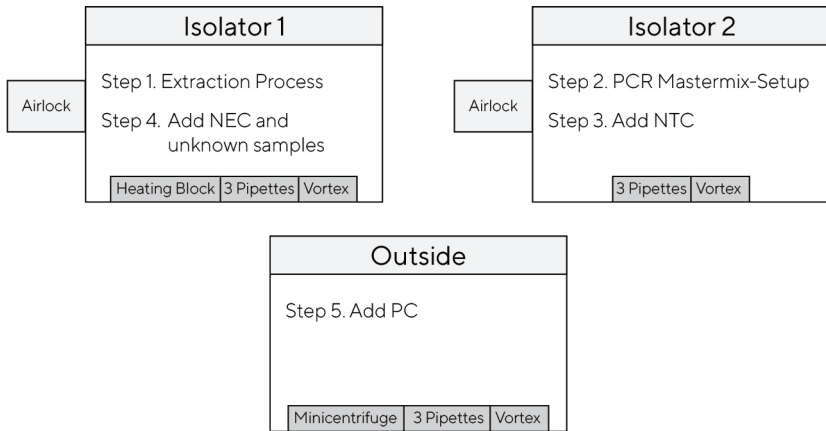 Isolator 1
Airlock
Step 1. Extraction Process
Step 4. Add NEC and
unknown samples
Heating Block 3 Pipettes Vortex
Isolator 2
Airlock
Step 2. PCR Mastermix-Setup
Step 3. Add NTC
3 Pipettes Vortex
Outside
Step 5. Add PC
Minicentrifuge 3 Pipettes Vortex